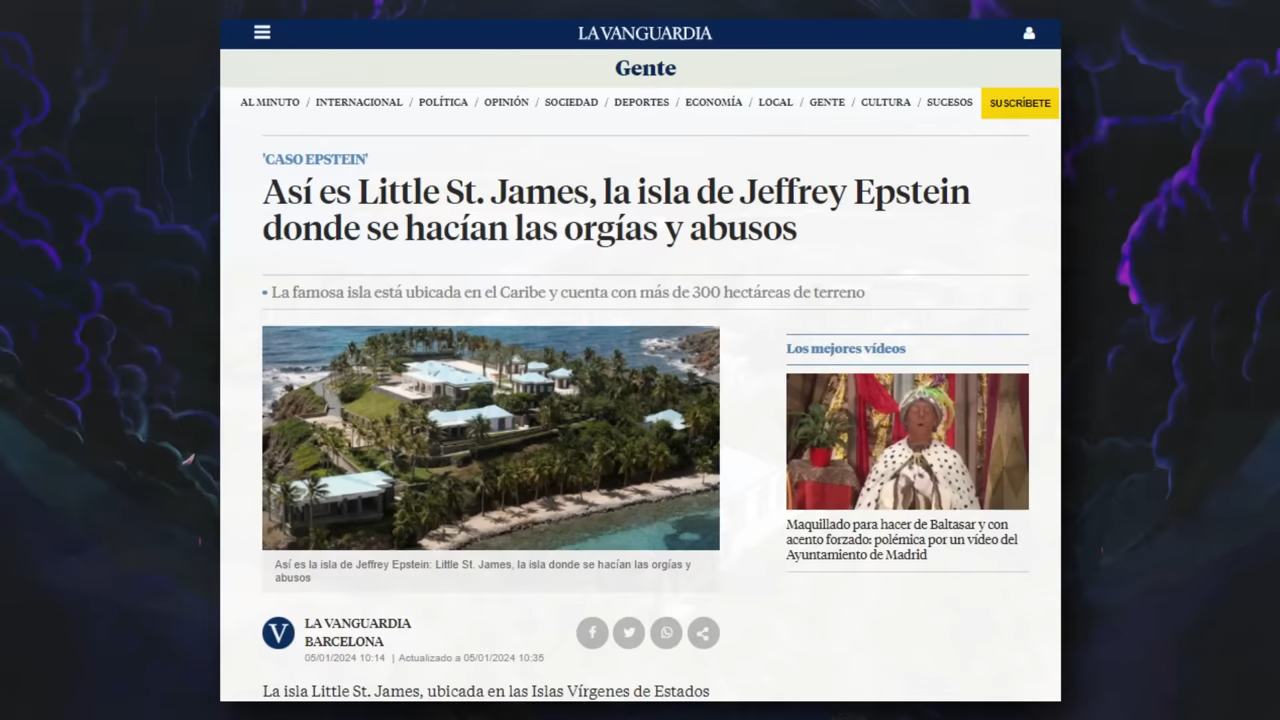 LA VANGUARDIA
Gente
AL MINUTO / INTERNACIONAL / POLÍTICA / OPINIÓN / SOCIEDAD / DEPORTES / ECONOMÍA / LOCAL / GENTE / CULTURA / SUCESOS SUSCRÍBETE
'CASO EPSTEIN'
Así es Little St. James, la isla de Jeffrey Epstein
donde se hacían las orgías y abusos
• La famosa isla está ubicada en el Caribe y cuenta con más de 300 hectáreas de terreno
Así es la isla de Jeffrey Epstein: Little St. James, la isla donde se hacían las orgías y
abusos
V
LA VANGUARDIA
BARCELONA
05/01/2024 10:14 | Actualizado a 05/01/2024 10:35
La isla Little St. James, ubicada en las Islas Vírgenes de Estados
Los mejores vídeos
Maquillado para hacer de Baltasar y con
acento forzado: polémica por un vídeo del
Ayuntamiento de Madrid